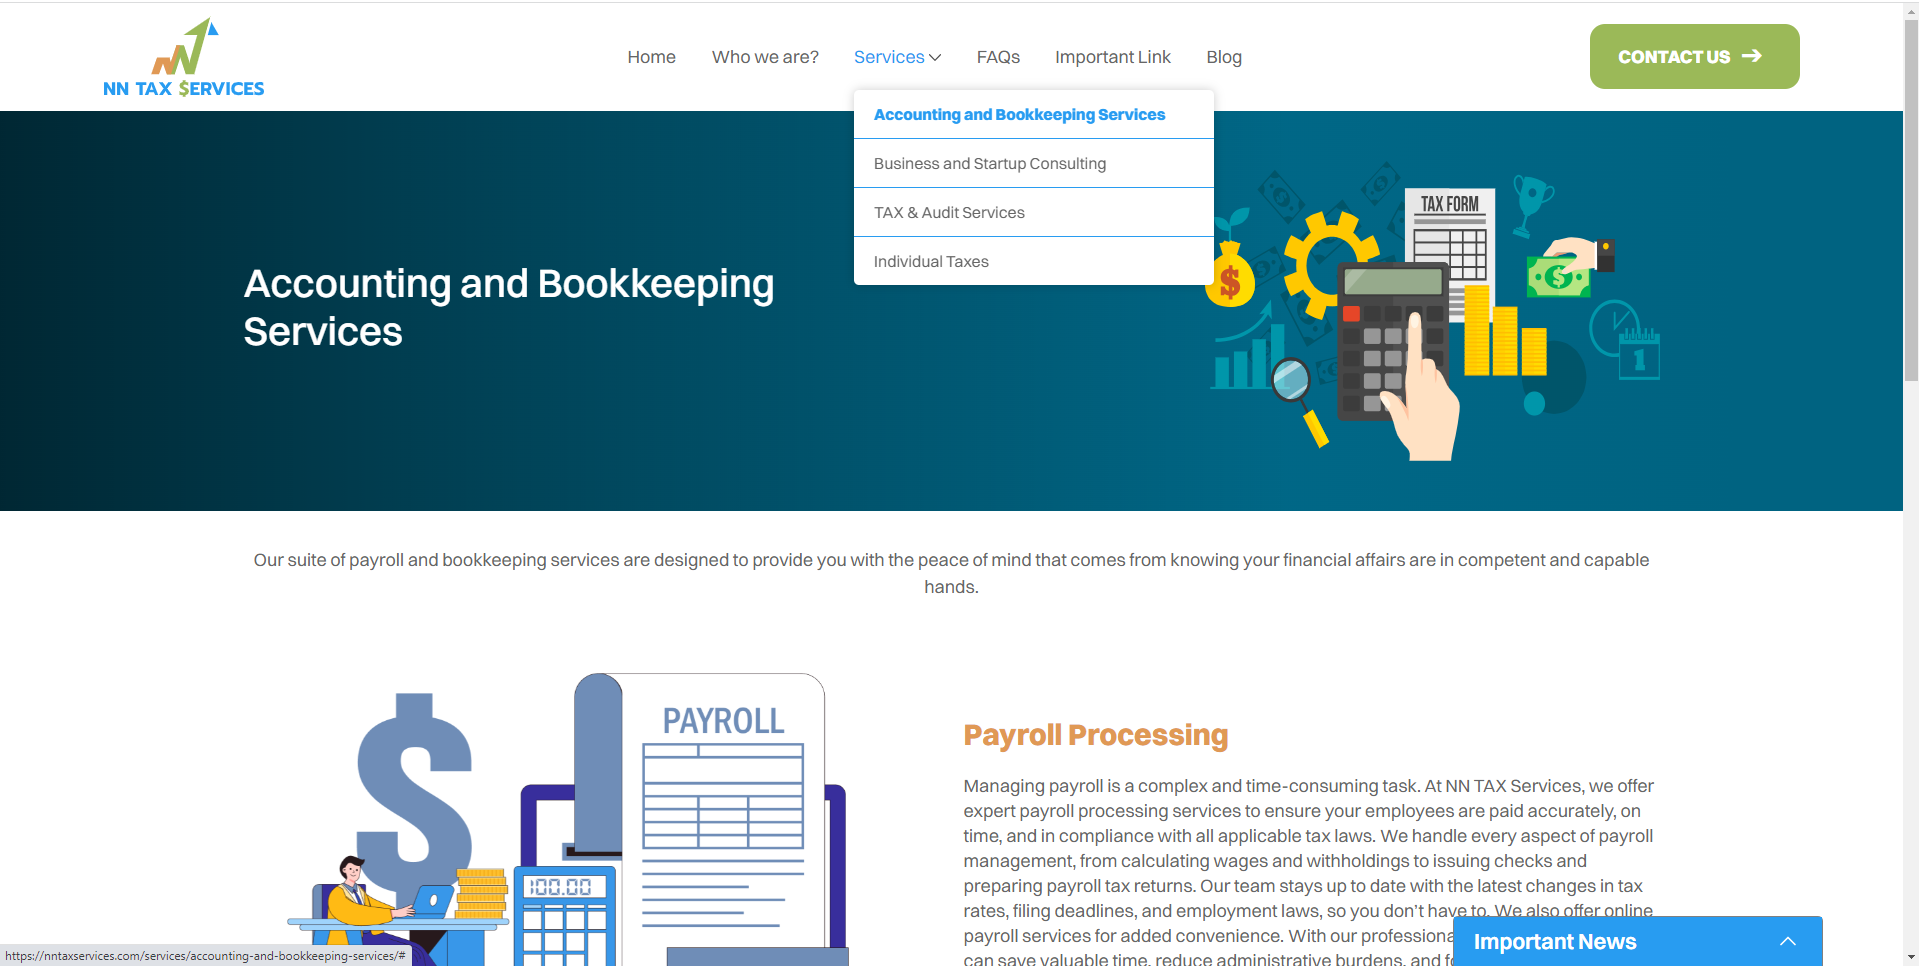 NN TAX $ERVICES
Home
Who we are?
Services
FAQs
Important Link
Blog
CONTACT US
Accounting and Bookkeeping Services
Business and Startup Consulting
TAX & Audit Services
Individual Taxes
Accounting and Bookkeeping
Services
TAX FORM
$
$
1
Our suite of payroll and bookkeeping services are designed to provide you with the peace of mind that comes from knowing your financial affairs are in competent and capable
hands.
$
PAYROLL
100.00
Payroll Processing
Managing payroll is a complex and time-consuming task. At NN TAX Services, we offer
expert payroll processing services to ensure your employees are paid accurately, on
time, and in compliance with all applicable tax laws. We handle every aspect of payroll
management, from calculating wages and withholdings to issuing checks and
preparing payroll tax returns. Our team stays up to date with the latest changes in tax
rates, filing deadlines, and employment laws, so you don’t have to. We also offer online
payroll services for added convenience. With our professiona
can save valuable time, reduce administrative burdens, and f
Important News
https://nntaxservices.com/services/accounting-and-bookkeeping-services/#